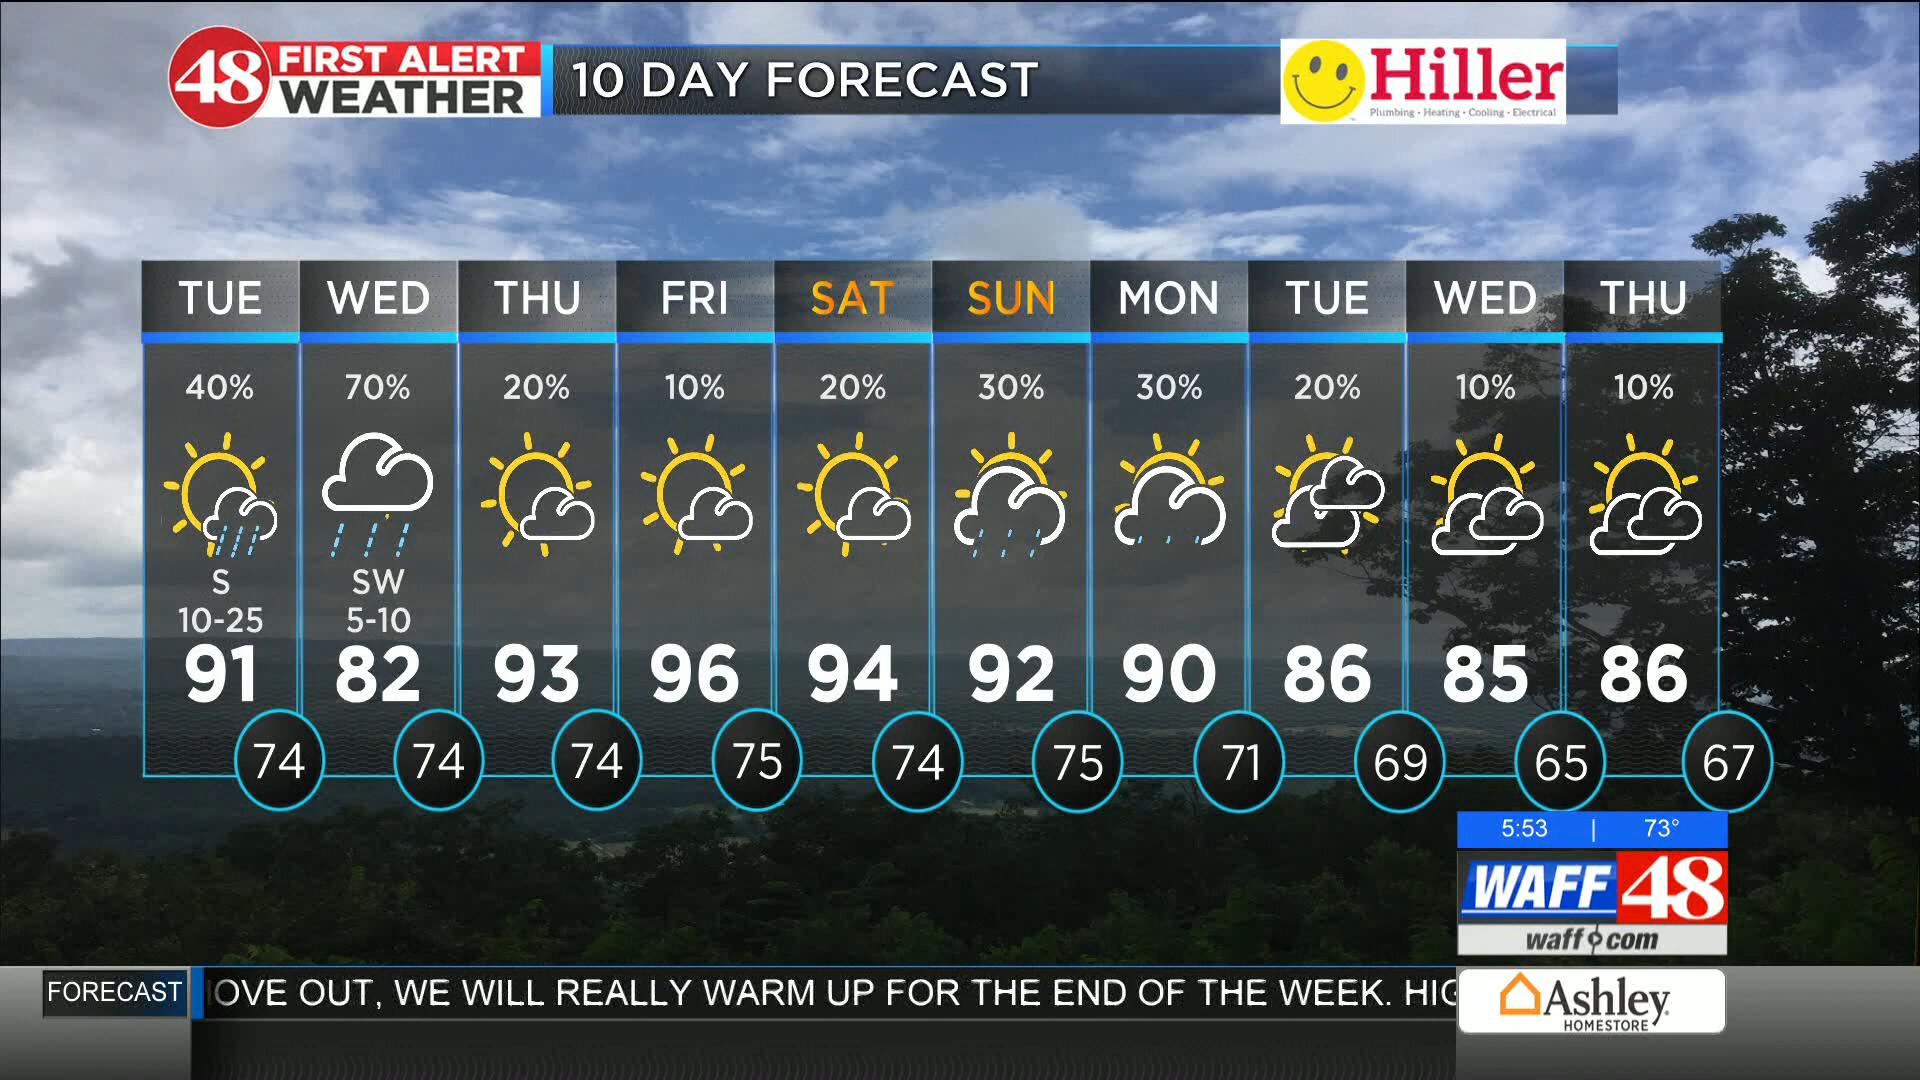 48 FIRST ALERT WEATHER
10 DAY FORECAST
Hiller
Plumbing · Heating · Cooling · Electrical
TUE WED THU FRI SAT SUN MON TUE WED THU
40% 70% 20% 10% 20% 30% 30% 20% 10% 10%
S SW
10-25 5-10
91 82 93 96 94 92 90 86 85 86
74 74 74 75 74 75 71 69 65 67
5:53 | 73°
WAFF 48
waff.com
FORECAST OVE OUT, WE WILL REALLY WARM UP FOR THE END OF THE WEEK. HIG
Ashley
HOMESTORE